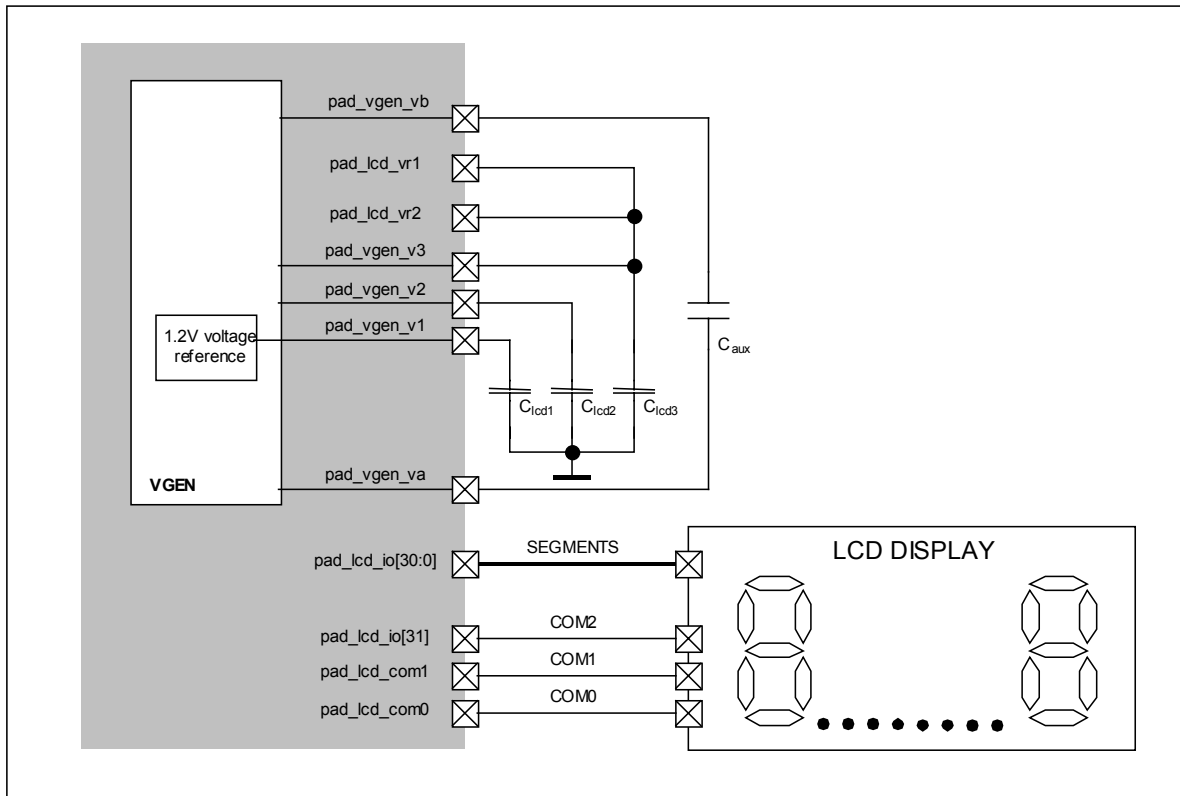 pad_vgen_vb
pad_lcd_vr1
pad_lcd_vr2
pad_vgen_v3
pad_vgen_v2
1.2V voltage
reference
pad_vgen_v1
Caux
Clcd1
Clcd2
Clcd3
VGEN
pad_vgen_va
pad_lcd_io[30:0]
SEGMENTS
LCD DISPLAY
pad_lcd_io[31]
COM2
pad_lcd_com1
COM1
pad_lcd_com0
COM0